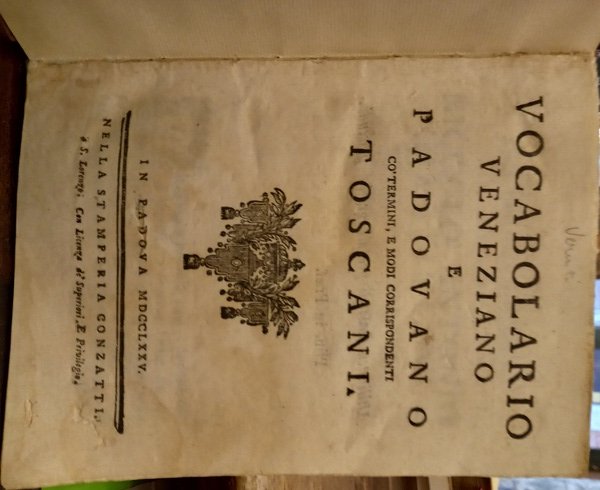 VOCABOLARIO
VENEZIANO
E
PADOVANO
CO' TERMINI, E MODI CORRISPONDENTI
TOSCANI.
IN PADOVA MDCCLXXV.
NELLA STAMPERIA CONZATTI,
a S. Lorenzo; Con Licenza de' Superiori, E Privilegio.